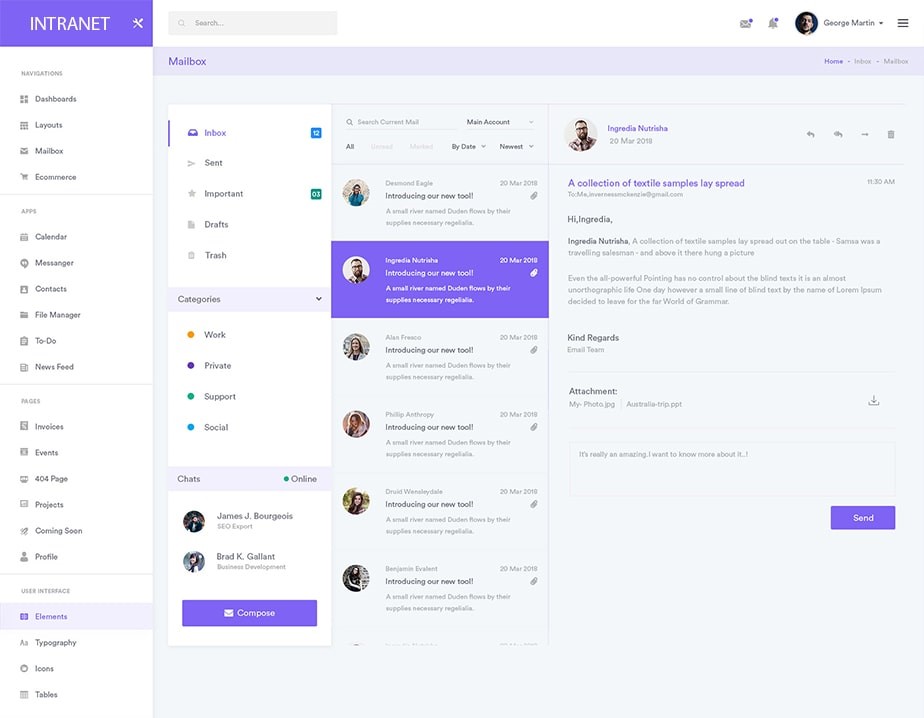 INTRANET
Search...
George Martin
Mailbox
Home - Inbox - Mailbox
NAVIGATIONS
Dashboards
Layouts
Mailbox
Ecommerce
APPS
Calendar
Messanger
Contacts
File Manager
To-Do
News Feed
PAGES
Invoices
Events
404 Page
Projects
Coming Soon
Profile
USER INTERFACE
Elements
Aa Typography
Icons
Tables
Inbox 12
Sent
Important 03
Drafts
Trash
Categories
Work
Private
Support
Social
Chats Online
James J. Bourgeois
SEO Export
Brad K. Gallant
Business Development
Compose
Search Current Mail Main Account
All Unread Marked By Date Newest
Desmond Eagle 20 Mar 2018
Introducing our new tool!
A small river named Duden flows by their
supplies necessary regelialia.
Ingredia Nutrisha 20 Mar 2018
Introducing our new tool!
A small river named Duden flows by their
supplies necessary regelialia.
Alan Fresco 20 Mar 2018
Introducing our new tool!
A small river named Duden flows by their
supplies necessary regelialia.
Phillip Anthropy 20 Mar 2018
Introducing our new tool!
A small river named Duden flows by their
supplies necessary regelialia.
Druid Wensleydale 20 Mar 2018
Introducing our new tool!
A small river named Duden flows by their
supplies necessary regelialia.
Benjamin Evalent 20 Mar 2018
Introducing our new tool!
A small river named Duden flows by their
supplies necessary regelialia.
Ingredia Nutrisha
20 Mar 2018
A collection of textile samples lay spread 11:30 AM
To:Me,invernessmckenzie@gmail.com
Hi,Ingredia,
Ingredia Nutrisha, A collection of textile samples lay spread out on the table - Samsa was a
travelling salesman - and above it there hung a picture
Even the all-powerful Pointing has no control about the blind texts it is an almost
unorthographic life One day however a small line of blind text by the name of Lorem Ipsum
decided to leave for the far World of Grammar.
Kind Regards
Email Team
Attachment:
My- Photo.jpg Australia-trip.ppt
It's really an amazing.I want to know more about it..!
Send